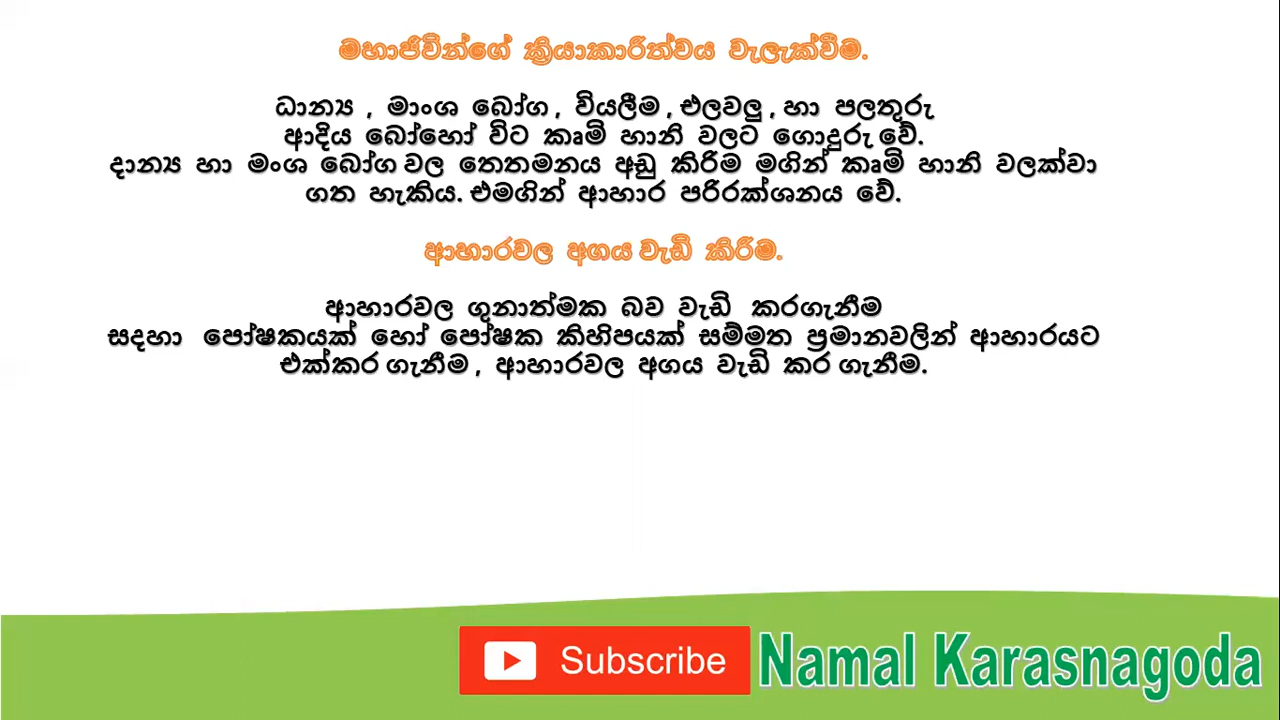 මහාජීවීන්ගේ ක්‍රියාකාරිත්වය වැලැක්වීම.
ධාන්‍ය , මාංශ බෝග , වියලීම , එලවලු , හා පලතුරු
ආදිය බෝහෝ විට කෘමි හානි වලට ගොදුරු වේ.
දාන්‍ය හා මංශ බෝග වල තෙතමනය අඩු කිරිම මගින් කෘමි හානි වලක්වා
ගත හැකිය. එමගින් ආහාර පරිරක්ශනය වේ.
ආහාරවල අගය වැඩි කිරිම.
ආහාරවල ගුනාත්මක බව වැඩි කරගැනීම
සදහා පෝෂකයක් හෝ පෝෂක කිහිපයක් සම්මත ප්‍රමානවලින් ආහාරයට
එක්කර ගැනීම , ආහාරවල අගය වැඩි කර ගැනීම.
Subscribe Namal Karasnagoda